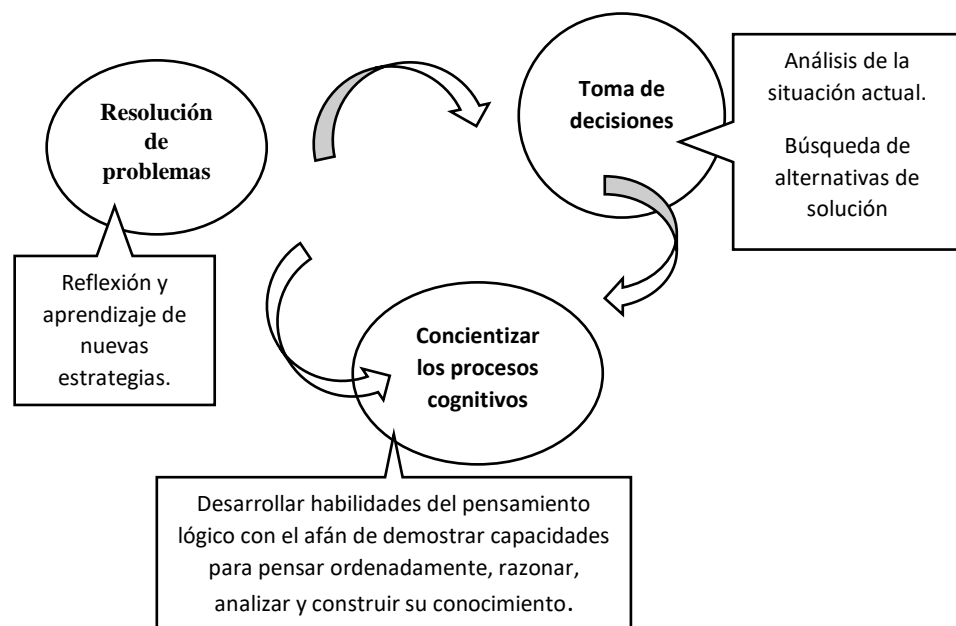 Resolución
de
problemas
Reflexión y
aprendizaje de
nuevas
estrategias.
Toma de
decisiones
Análisis de la
situación actual.
Búsqueda de
alternativas de
solución
Concientizar
los procesos
cognitivos
Desarrollar habilidades del pensamiento
lógico con el afán de demostrar capacidades
para pensar ordenadamente, razonar,
analizar y construir su conocimiento.